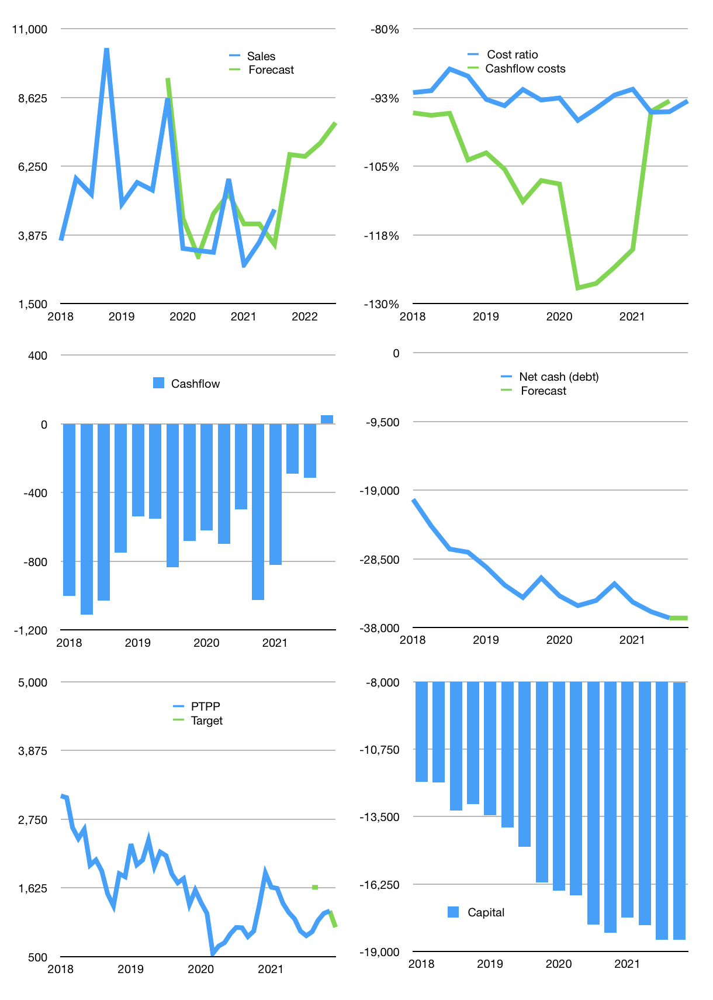 11,000
Sales
Forecast
8,625
6,250
3,875
1,500
2018 2019 2020 2021 2022
-80%
Cost ratio
Cashflow costs
-93%
-105%
-118%
-130%
2018 2019 2020 2021
400
Cashflow
0
-400
-800
-1,200
2018 2019 2020 2021
0
Net cash (debt)
Forecast
-9,500
-19,000
-28,500
-38,000
2018 2019 2020 2021
5,000
PTPP
Target
3,875
2,750
1,625
500
2018 2019 2020 2021
-8,000
-10,750
-13,500
-16,250
Capital
-19,000
2018 2019 2020 2021